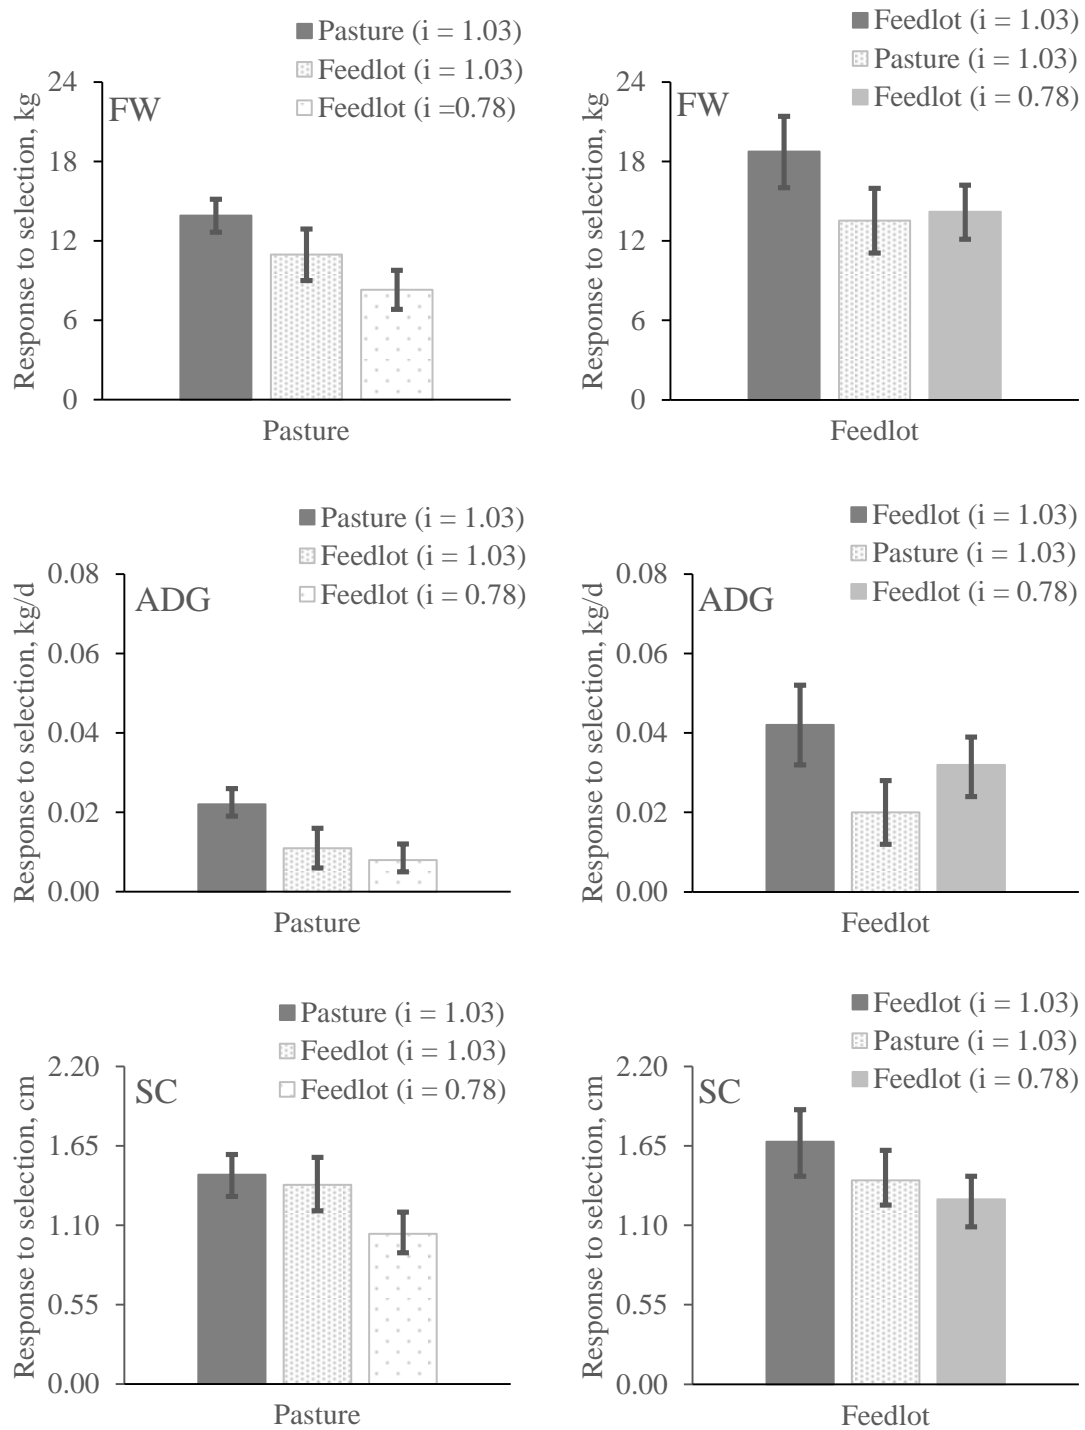 Pasture (i = 1.03)
Feedlot (i = 1.03)
Feedlot (i =0.78)
FW
Response to selection, kg
24
18
12
6
0
Pasture
Feedlot (i = 1.03)
Pasture (i = 1.03)
Feedlot (i = 0.78)
FW
Response to selection, kg
24
18
12
6
0
Feedlot
Pasture (i = 1.03)
Feedlot (i = 1.03)
Feedlot (i = 0.78)
ADG
Response to selection, kg/d
0.08
0.06
0.04
0.02
0.00
Pasture
Feedlot (i = 1.03)
Pasture (i = 1.03)
Feedlot (i = 0.78)
ADG
Response to selection, kg/d
0.08
0.06
0.04
0.02
0.00
Feedlot
Pasture (i = 1.03)
Feedlot (i = 1.03)
Feedlot (i = 0.78)
SC
Response to selection, cm
2.20
1.65
1.10
0.55
0.00
Pasture
Feedlot (i = 1.03)
Pasture (i = 1.03)
Feedlot (i = 0.78)
SC
Response to selection, cm
2.20
1.65
1.10
0.55
0.00
Feedlot